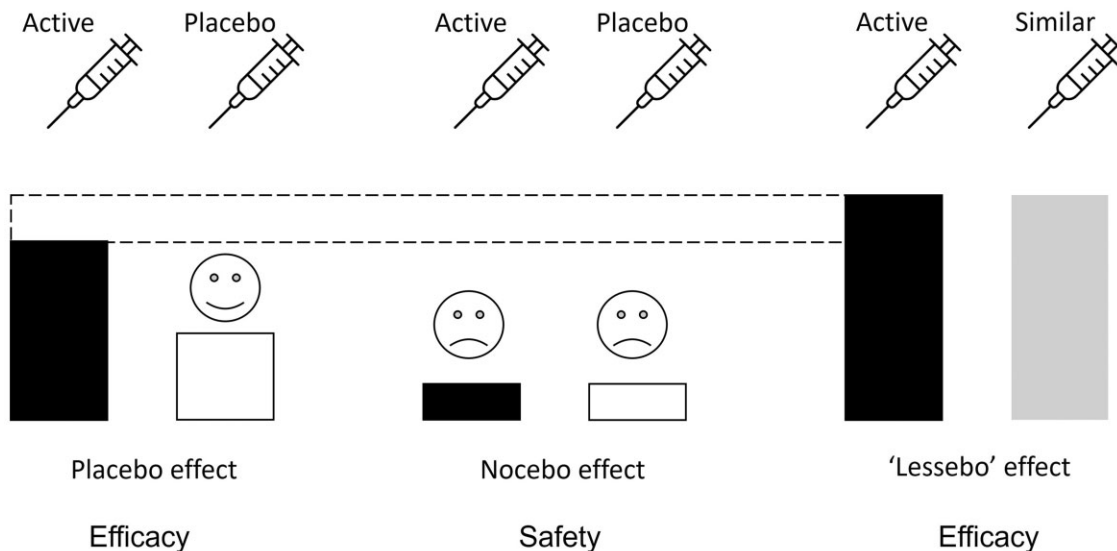 Active Placebo Active Placebo Active Similar
Placebo effect Nocebo effect ‘Lessebo’ effect
Efficacy Safety Efficacy